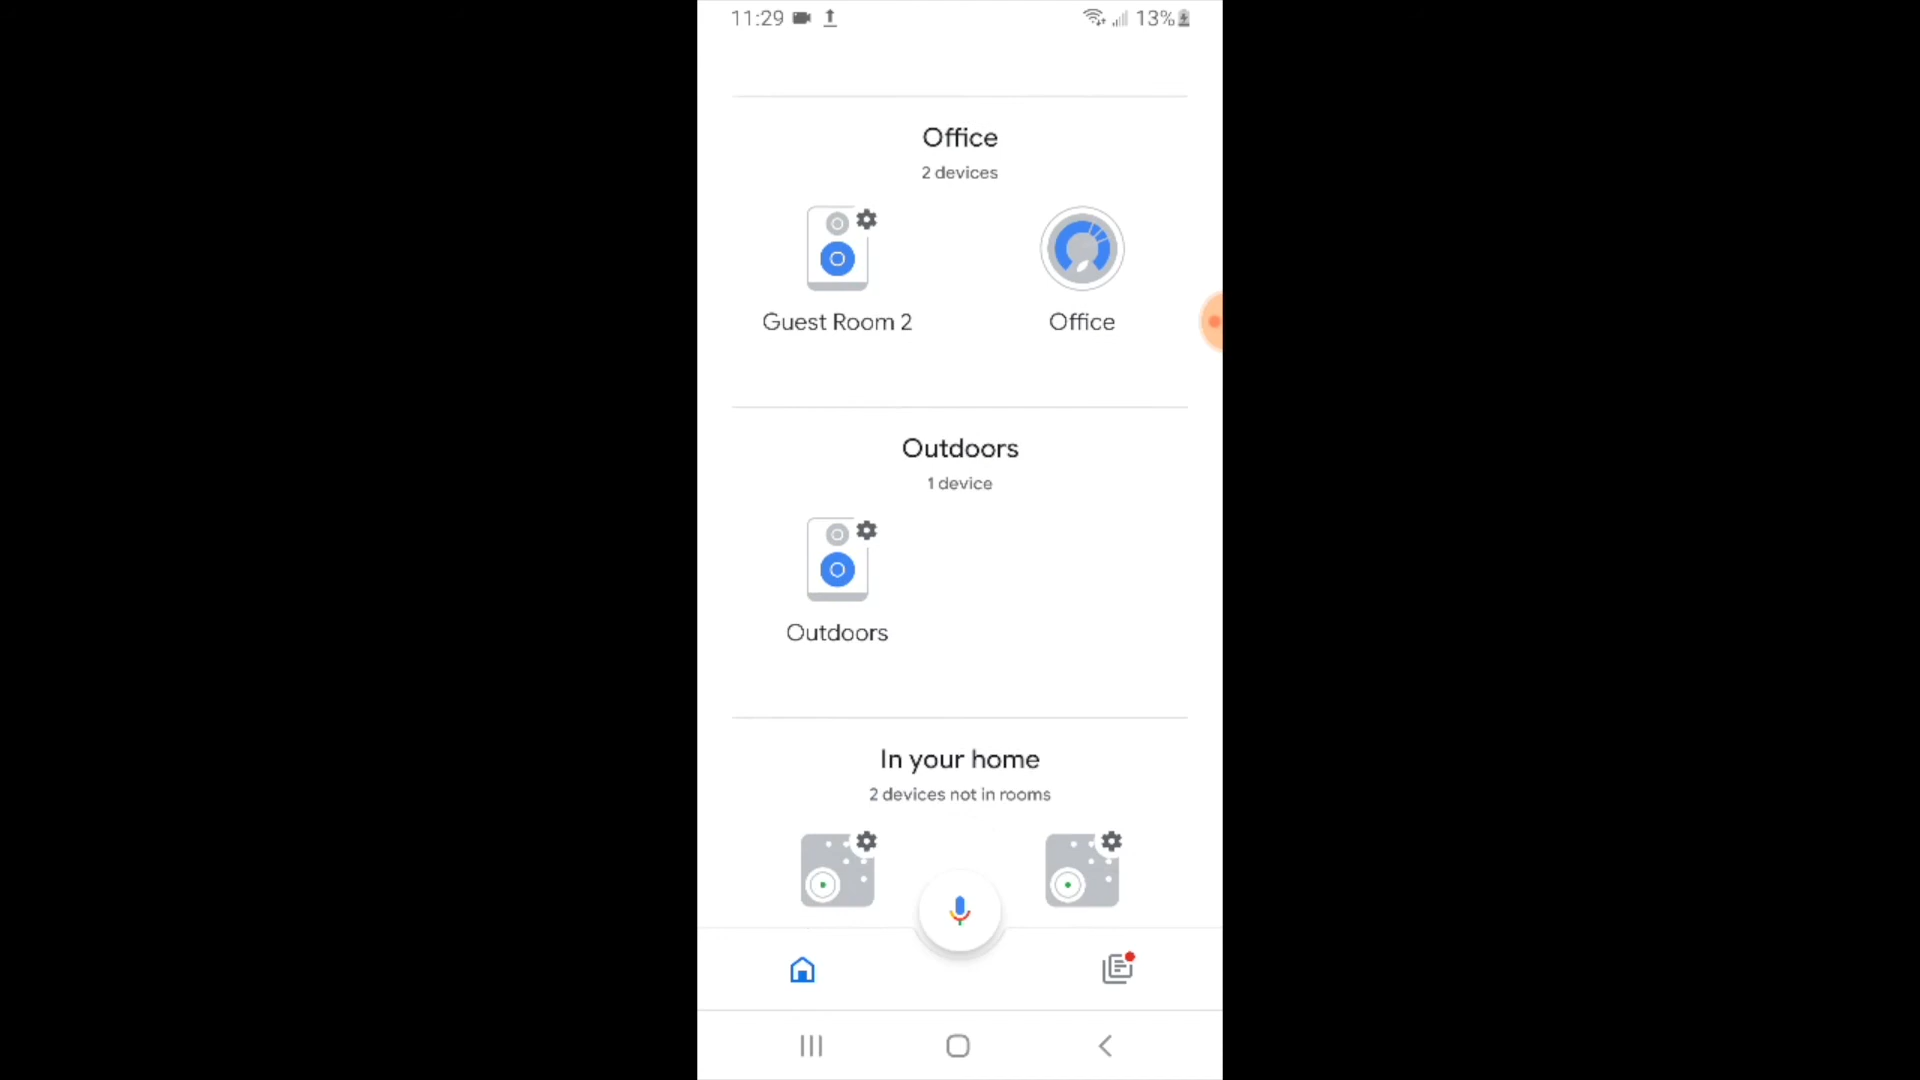 11:29
13%
Office
2 devices
Guest Room 2
Office
Outdoors
1 device
Outdoors
In your home
2 devices not in rooms